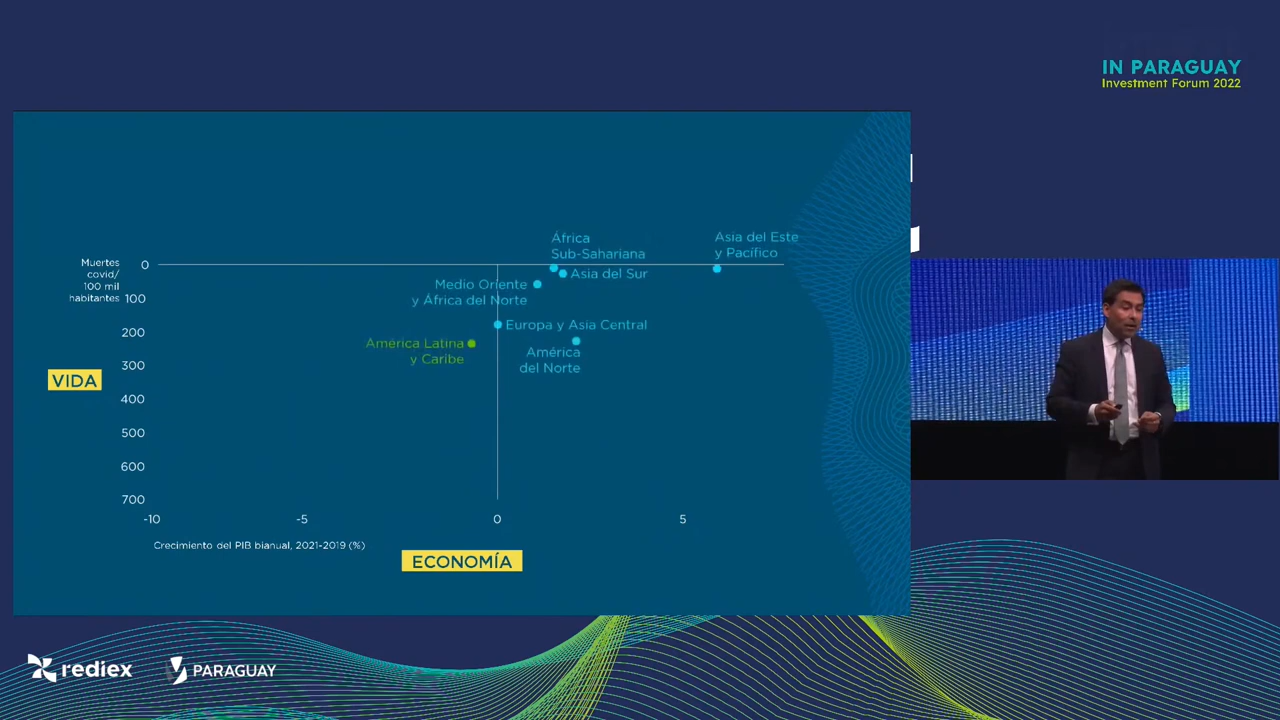 IN PARAGUAY
Investment Forum 2022
África
Sub-Sahariana
Asia del Este
y Pacífico
Muertes
covid/
100 mil
habitantes
0
Asia del Sur
Medio Oriente
y África del Norte
100
200
Europa y Asia Central
América Latina
y Caribe
América
del Norte
300
VIDA
400
500
600
700
-10
-5
0
5
Crecimiento del PIB bianual, 2021-2019 (%)
ECONOMÍA
rediex
PARAGUAY